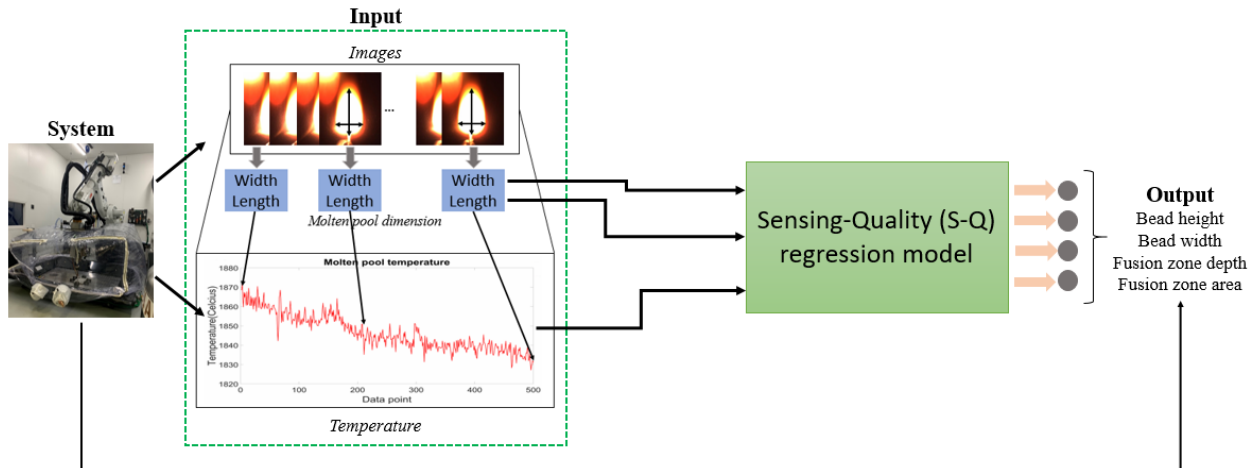 Input
Images
...
System
Width
Length
Width
Length
Width
Length
Molten pool dimension
Sensing-Quality (S-Q)
regression model
Output
Bead height
Bead width
Fusion zone depth
Fusion zone area
Molten pool temperature
Temperature(Celcius)
1880
1870
1860
1850
1840
1830
1820
0
100
200
300
400
500
Data point
Temperature